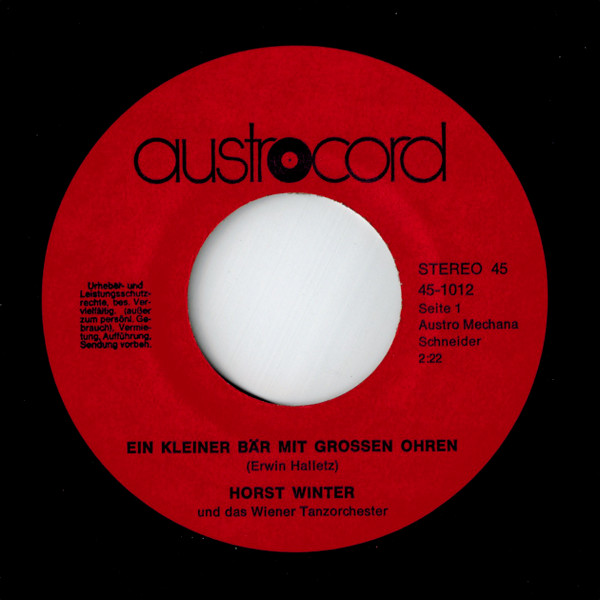 austrocord
Urheber- und
Leistungsschutz-
rechte, bes. Ver-
vielfältig. (außer
zum persönl. Ge-
brauch), Vermie-
tung, Aufführung,
Sendung vorbeh.
STEREO 45
45-1012
Seite 1
Austro Mechana
Schneider
2:22
EIN KLEINER BÄR MIT GROSSEN OHREN
(Erwin Halletz)
HORST WINTER
und das Wiener Tanzorchester